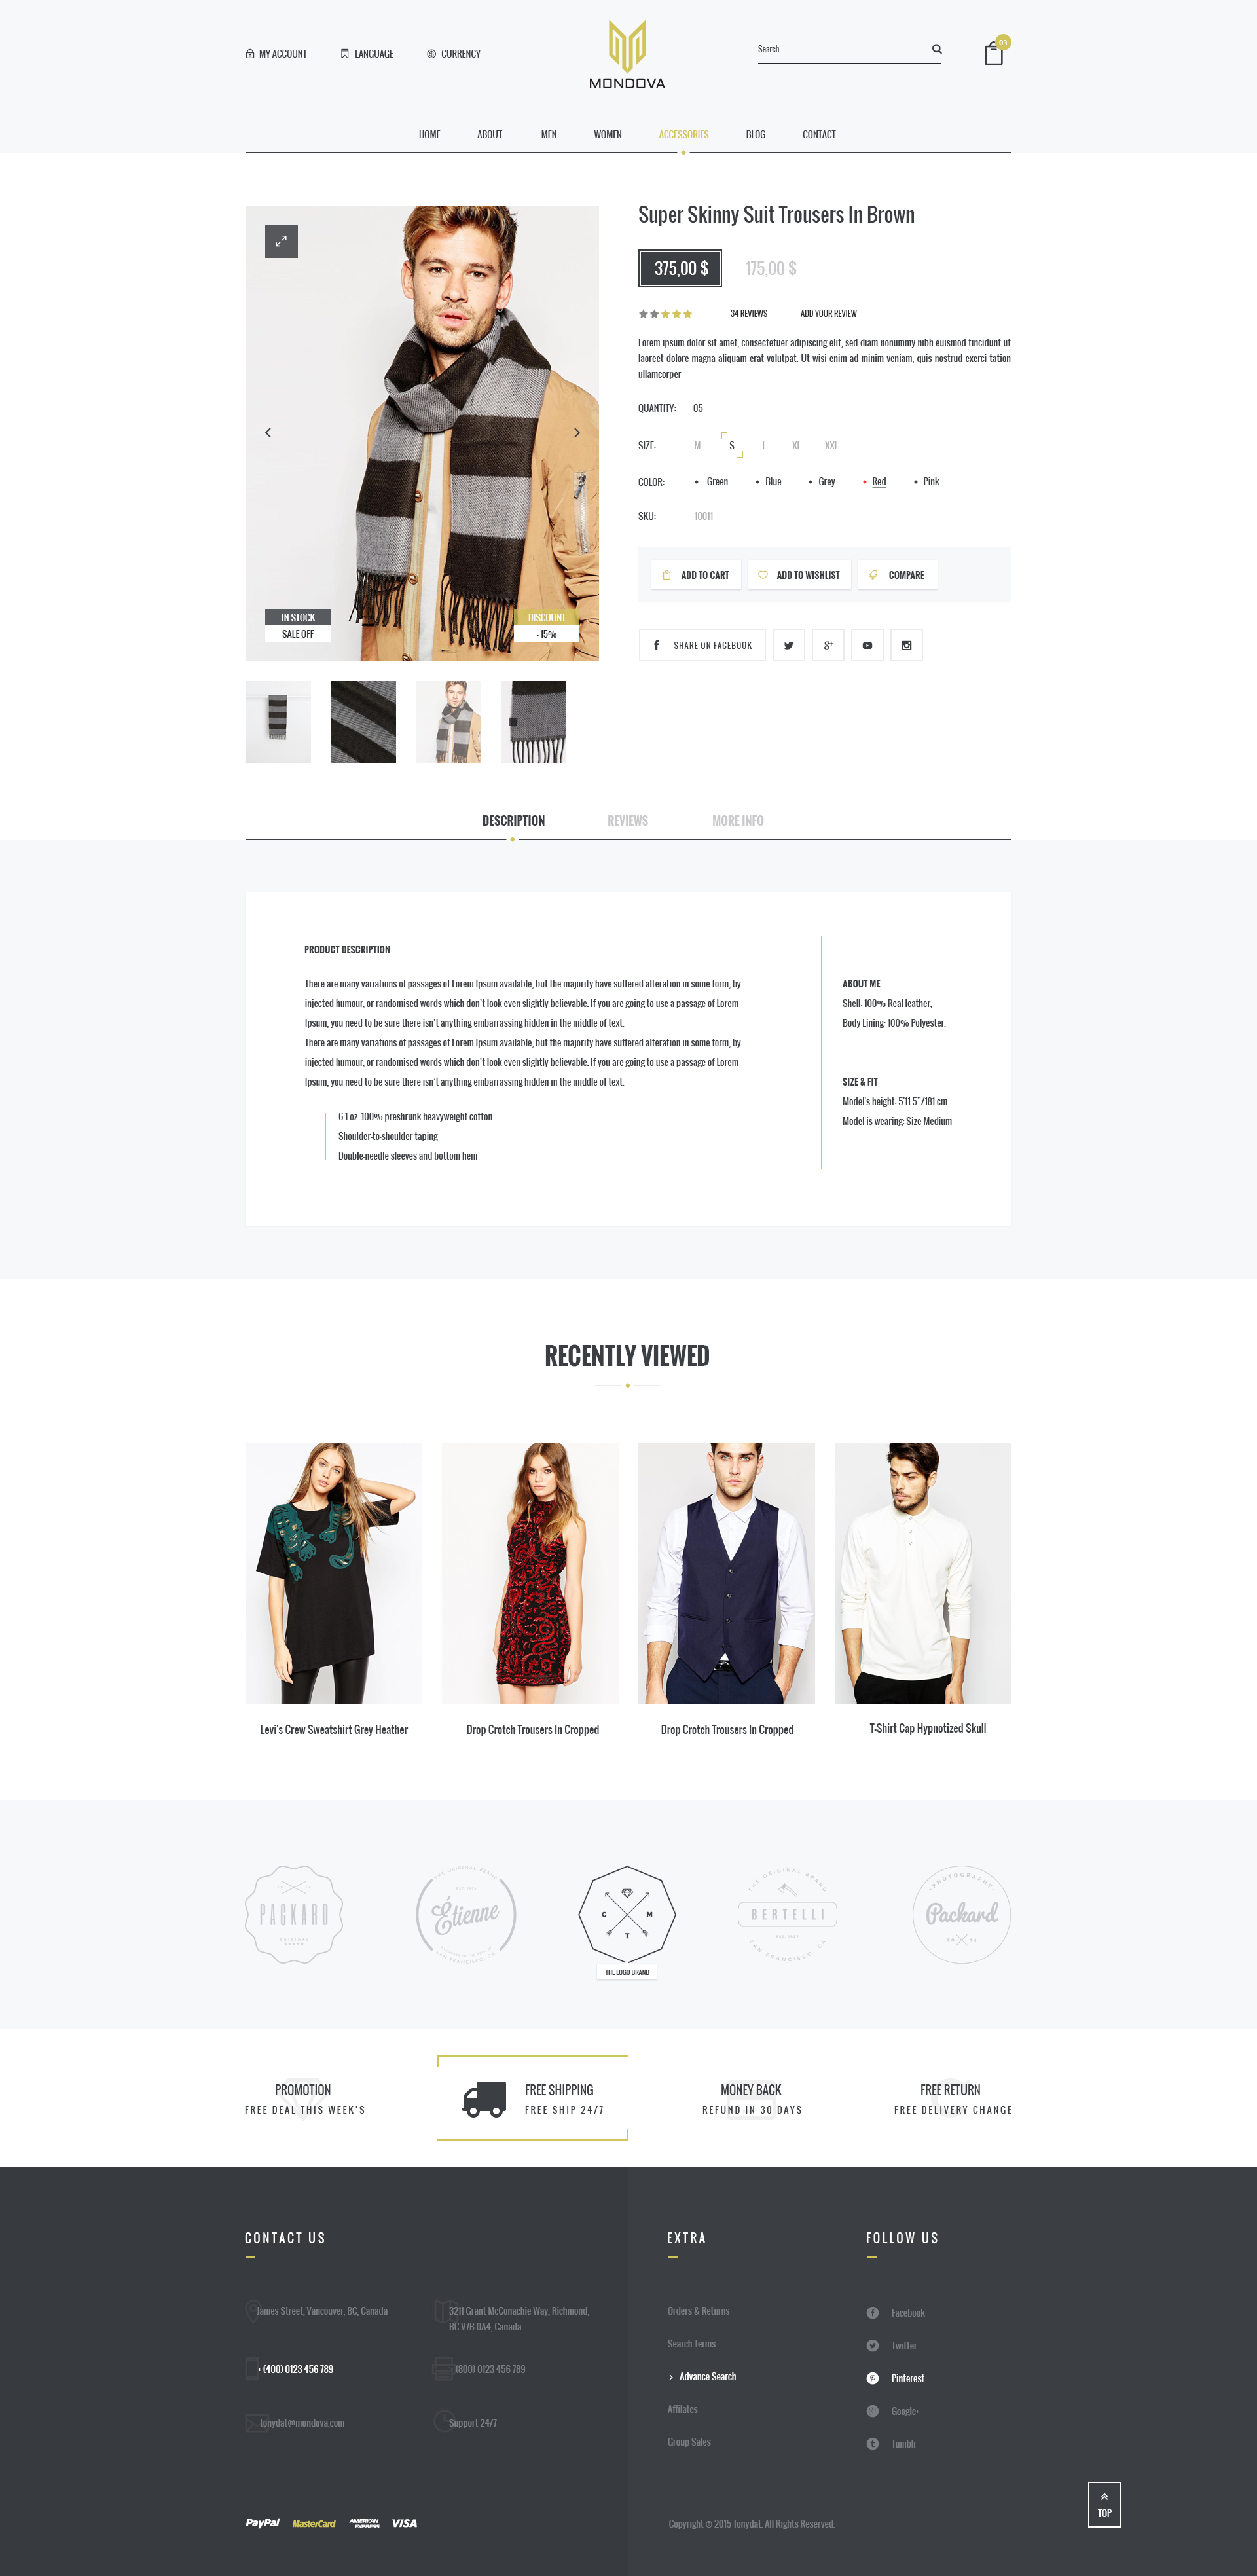 MY ACCOUNT
LANGUAGE
CURRENCY
MONDOVA
Search
03
HOME
ABOUT
MEN
WOMEN
ACCESSORIES
BLOG
CONTACT
Super Skinny Suit Trousers In Brown
375,00 $
175,00 $
34 REVIEWS
ADD YOUR REVIEW
Lorem ipsum dolor sit amet, consectetuer adipiscing elit, sed diam nonummy nibh euismod tincidunt ut
laoreet dolore magna aliquam erat volutpat. Ut wisi enim ad minim veniam, quis nostrud exerci tation
ullamcorper
QUANTITY: 05
SIZE: M S L XL XXL
COLOR: Green Blue Grey Red Pink
SKU: 10011
ADD TO CART
ADD TO WISHLIST
COMPARE
SHARE ON FACEBOOK
IN STOCK
SALE OFF
DISCOUNT
- 15%
DESCRIPTION
REVIEWS
MORE INFO
PRODUCT DESCRIPTION
There are many variations of passages of Lorem Ipsum available, but the majority have suffered alteration in some form, by
injected humour, or randomised words which don't look even slightly believable. If you are going to use a passage of Lorem
Ipsum, you need to be sure there isn't anything embarrassing hidden in the middle of text.
There are many variations of passages of Lorem Ipsum available, but the majority have suffered alteration in some form, by
injected humour, or randomised words which don't look even slightly believable. If you are going to use a passage of Lorem
Ipsum, you need to be sure there isn't anything embarrassing hidden in the middle of text.
6.1 oz. 100% preshrunk heavyweight cotton
Shoulder-to-shoulder taping
Double-needle sleeves and bottom hem
ABOUT ME
Shell: 100% Real leather,
Body Lining: 100% Polyester.
SIZE & FIT
Model's height: 5'11.5"/181 cm
Model is wearing: Size Medium
RECENTLY VIEWED
Levi's Crew Sweatshirt Grey Heather
Drop Crotch Trousers In Cropped
Drop Crotch Trousers In Cropped
T-Shirt Cap Hypnotized Skull
PACKARD
ORIGINAL
BRAND
THE ORIGINAL BRAND
Étienne
SAN FRANCISCO, CA
C M
T
THE LOGO BRAND
THE ORIGINAL BRAND
BERTELLI
SAN FRANCISCO, CA
PHOTOGRAPHY
Packard
PROMOTION
FREE DEAL THIS WEEK'S
FREE SHIPPING
FREE SHIP 24/7
MONEY BACK
REFUND IN 30 DAYS
FREE RETURN
FREE DELIVERY CHANGE
CONTACT US
James Street, Vancouver, BC, Canada
3211 Grant McConachie Way, Richmond,
BC V7B 0A4, Canada
+ (400) 0123 456 789
+ (800) 0123 456 789
tonydat@mondova.com
Support 24/7
EXTRA
Orders & Returns
Search Terms
Advance Search
Affilates
Group Sales
FOLLOW US
Facebook
Twitter
Pinterest
Google+
Tumblr
PayPal
MasterCard
AMERICAN
EXPRESS
VISA
Copyright © 2015 Tonydat. All Rights Reserved.
TOP